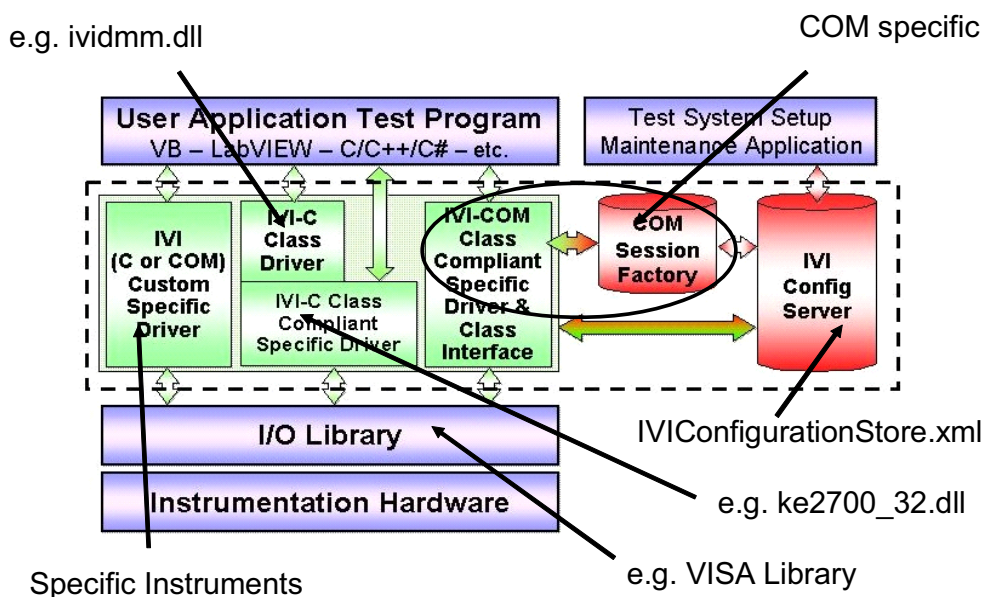 e.g. ividmm.dll
COM specific
User Application Test Program
VB – LabVIEW – C/C++/C# – etc.
Test System Setup
Maintenance Application
IVI
(C or COM)
Custom
Specific
Driver
IVI-C
Class
Driver
IVI-C Class
Compliant
Specific Driver
IVI-COM
Class
Compliant
Specific
Driver &
Class
Interface
COM
Session
Factory
IVI
Config
Server
I/O Library
IVIConfigurationStore.xml
Instrumentation Hardware
e.g. ke2700_32.dll
e.g. VISA Library
Specific Instruments